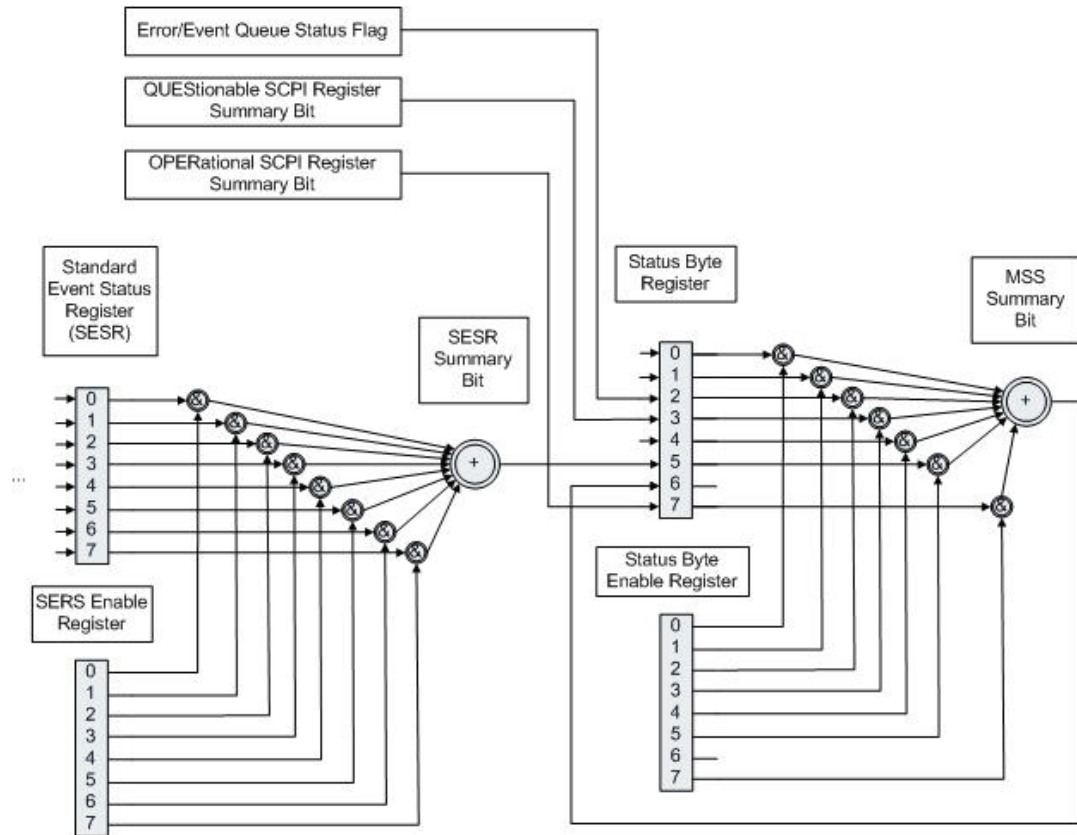 Error/Event Queue Status Flag
QUEStionable SCPI Register
Summary Bit
OPERational SCPI Register
Summary Bit
Standard
Event Status
Register
(SESR)
SESR
Summary
Bit
Status Byte
Register
MSS
Summary
Bit
0
1
2
3
4
5
6
7
&
&
&
&
&
&
&
&
+
...
0
1
2
3
4
5
6
7
&
&
&
&
&
&
&
+
SERS Enable
Register
0
1
2
3
4
5
6
7
Status Byte
Enable Register
0
1
2
3
4
5
6
7